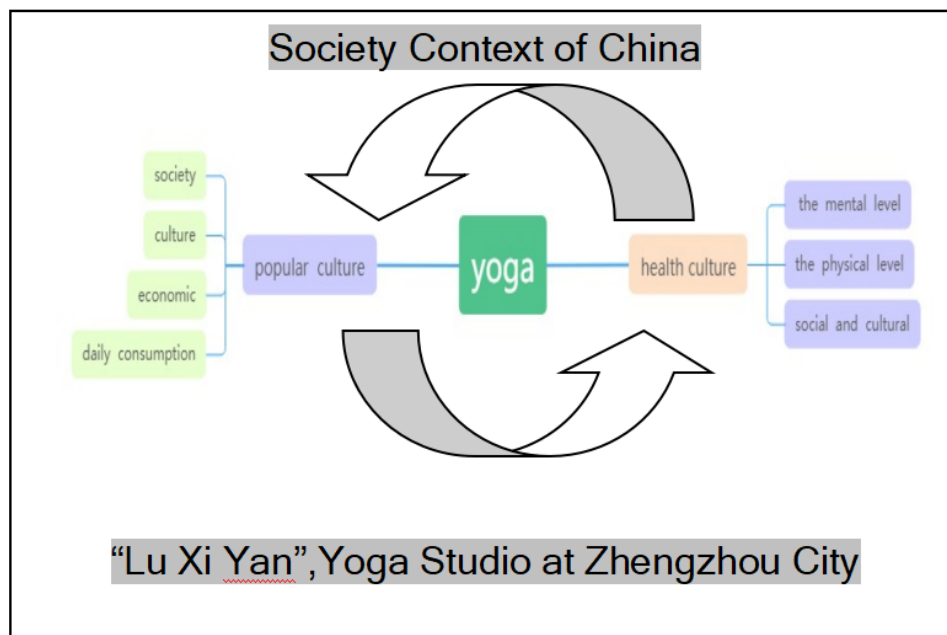 Society Context of China
society
culture
economic
daily consumption
popular culture
yoga
health culture
the mental level
the physical level
social and cultural
“Lu Xi Yan”,Yoga Studio at Zhengzhou City